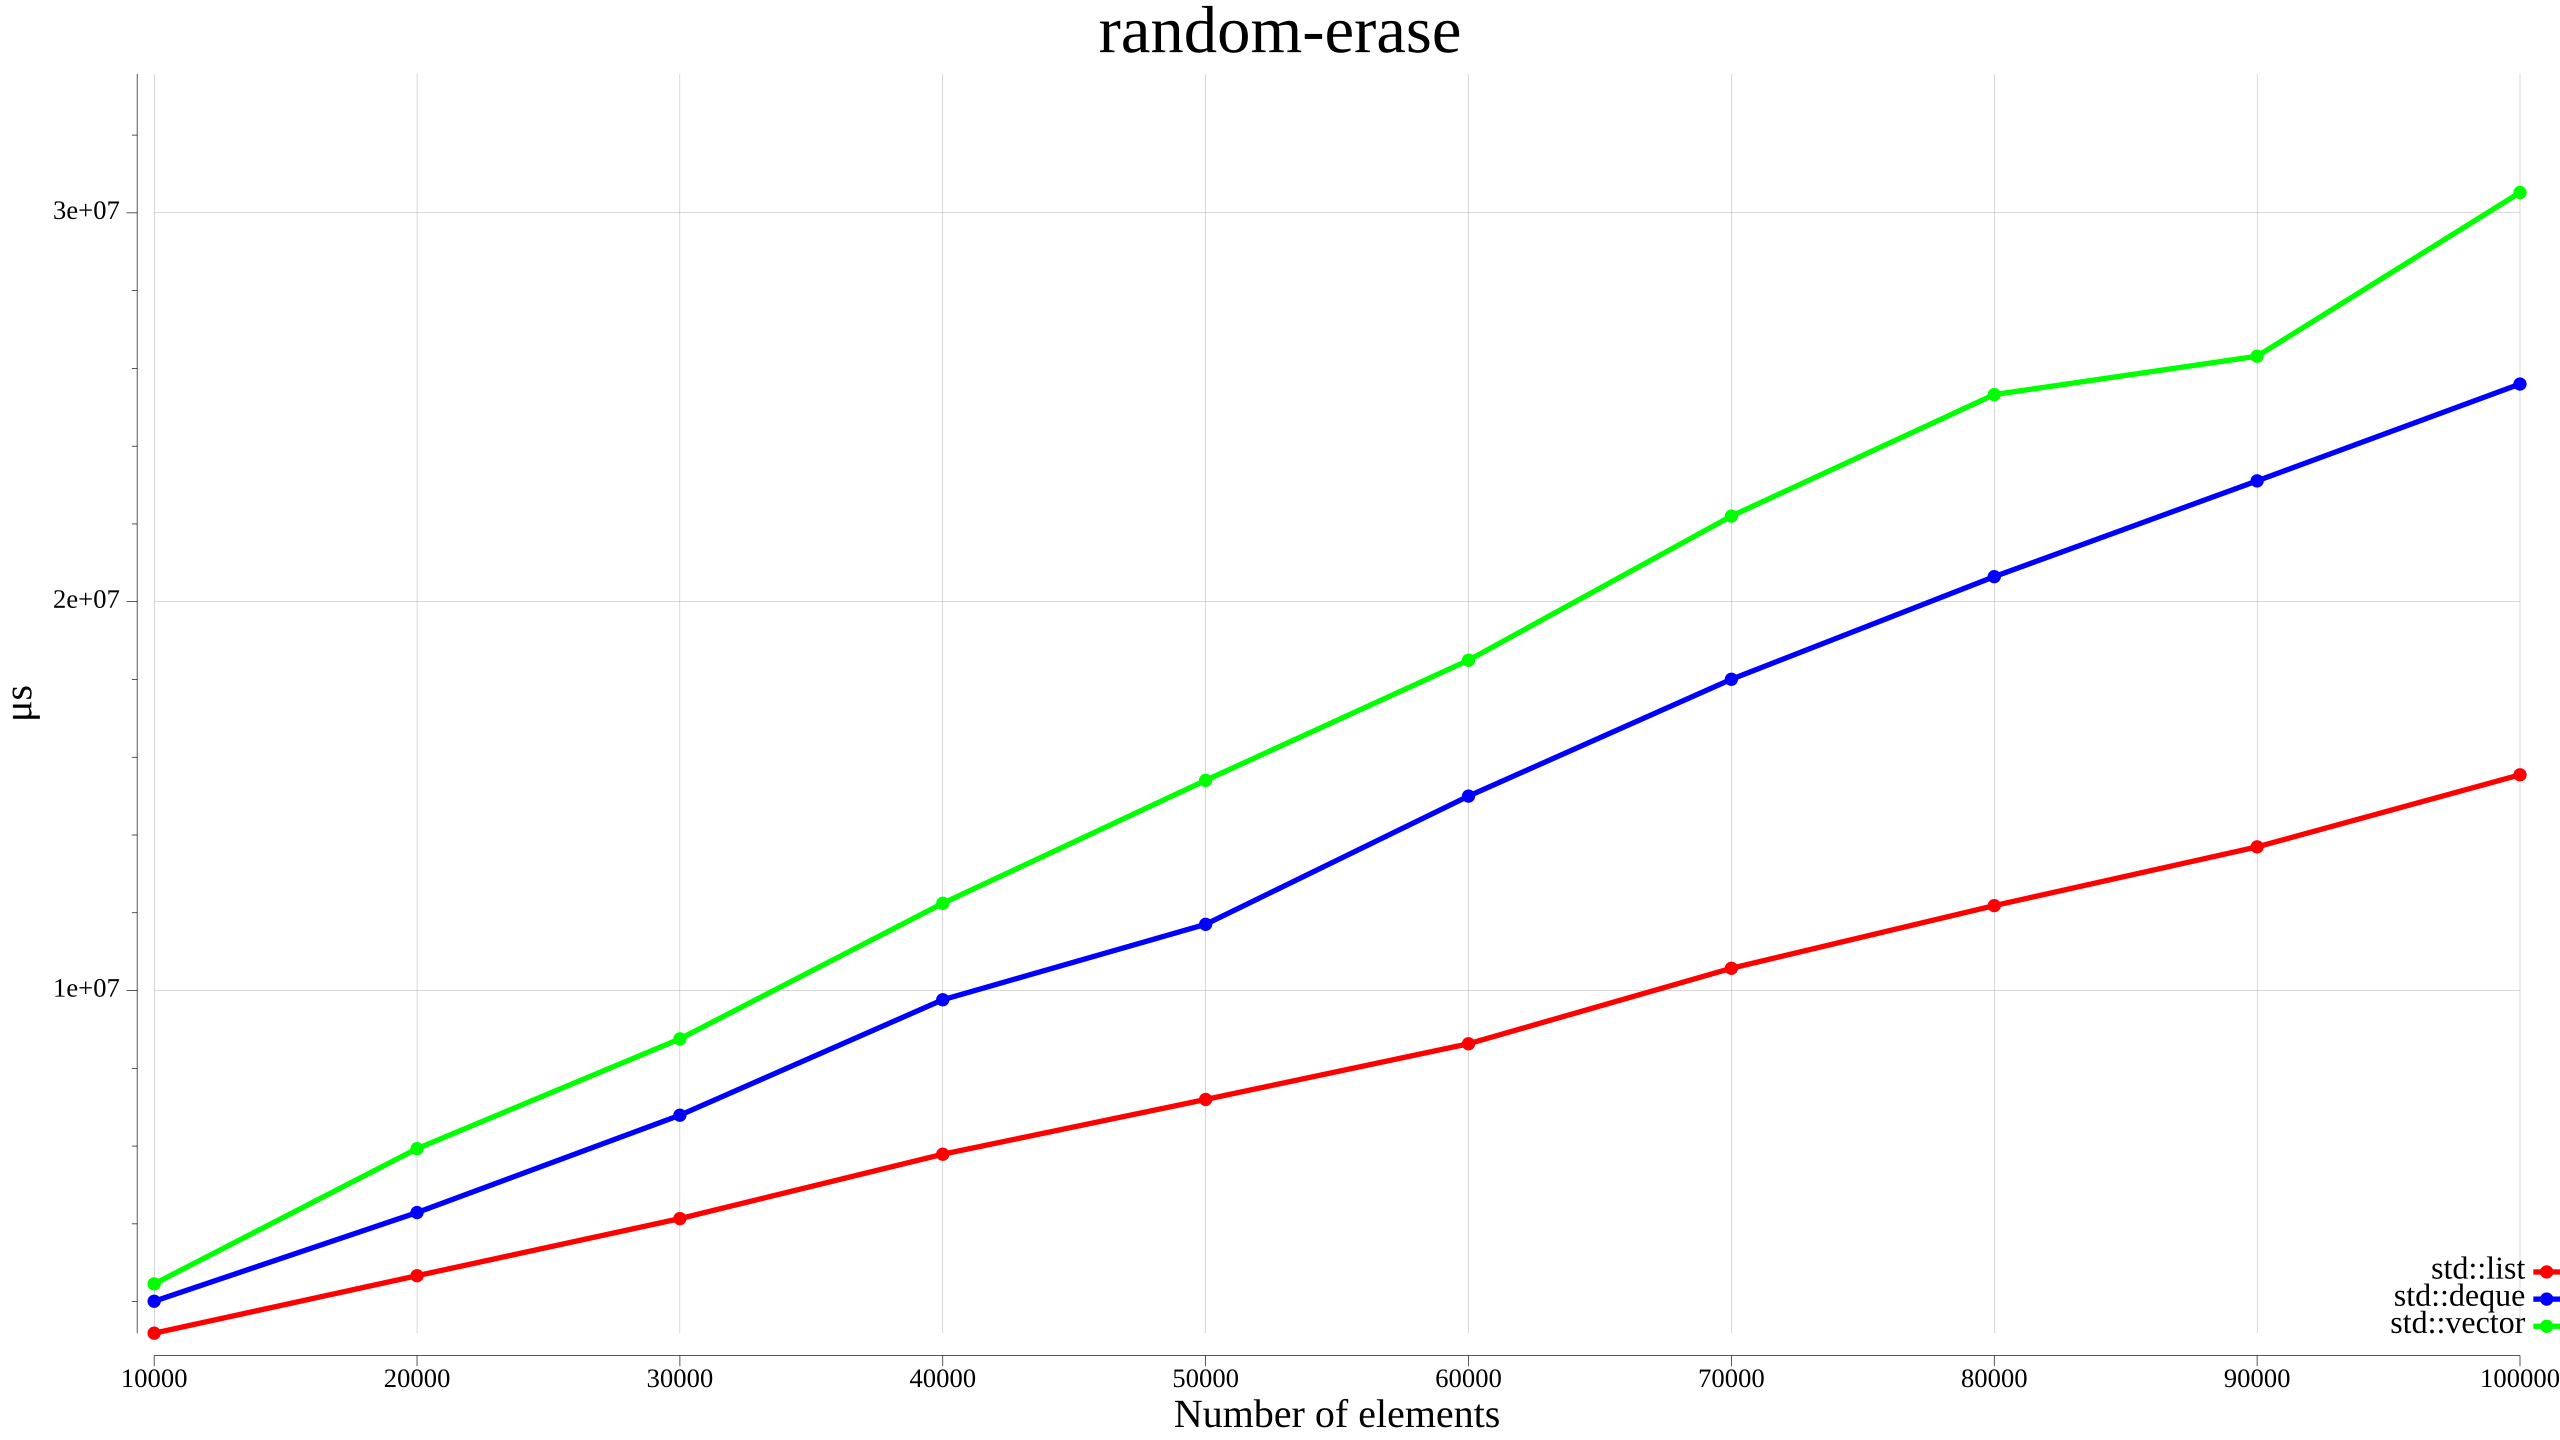 random-erase
3e+07
2e+07
1e+07
µs
std::list
std::deque
std::vector
10000 20000 30000 40000 50000 60000 70000 80000 90000 100000
Number of elements